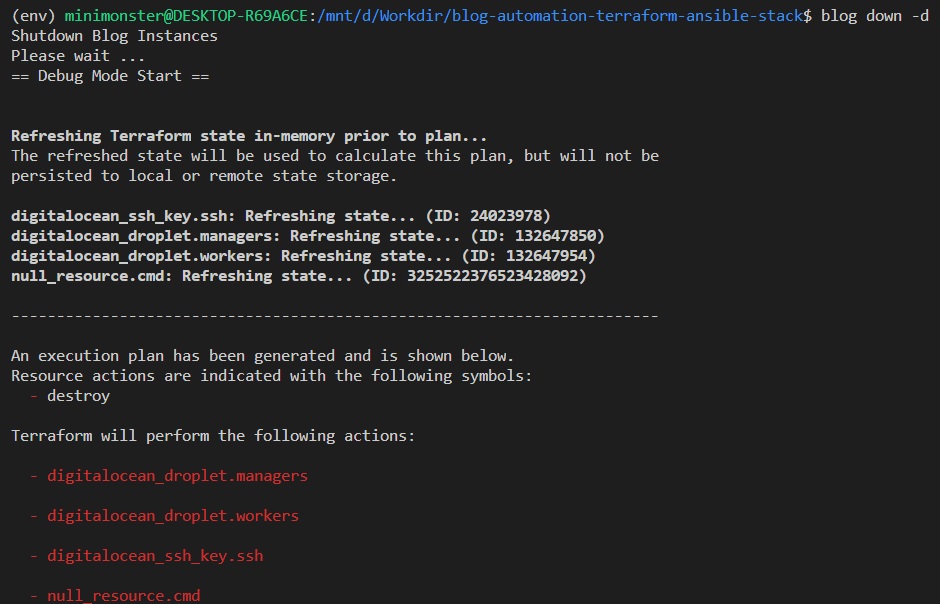 (env) minimonster@DESKTOP-R69A6CE:/mnt/d/Workdir/blog-automation-terraform-ansible-stack$ blog down -d
Shutdown Blog Instances
Please wait ...
== Debug Mode Start ==
Refreshing Terraform state in-memory prior to plan...
The refreshed state will be used to calculate this plan, but will not be
persisted to local or remote state storage.
digitalocean_ssh_key.ssh: Refreshing state... (ID: 24023978)
digitalocean_droplet.managers: Refreshing state... (ID: 132647850)
digitalocean_droplet.workers: Refreshing state... (ID: 132647954)
null_resource.cmd: Refreshing state... (ID: 3252522376523428092)
------------------------------------------------------------------------
An execution plan has been generated and is shown below.
Resource actions are indicated with the following symbols:
- destroy
Terraform will perform the following actions:
- digitalocean_droplet.managers
- digitalocean_droplet.workers
- digitalocean_ssh_key.ssh
- null_resource.cmd